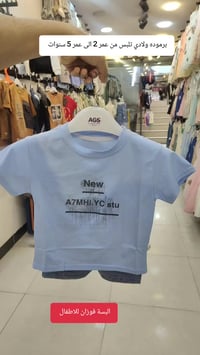 برموده ولادي تلبس من عمر 2 الى عمر 5 سنوات
AGS
New
A7MHI.YC stu
البسة فوزان للاطفال